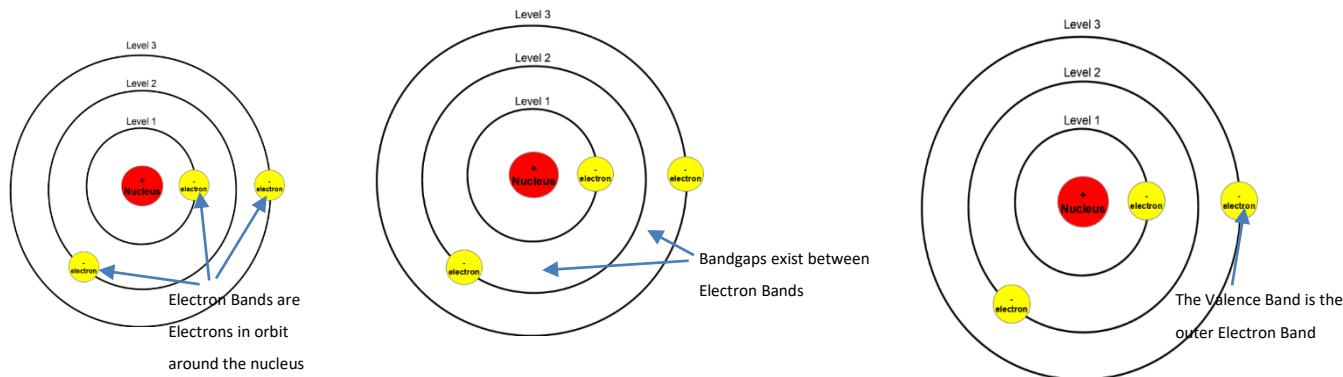 Level 3
Level 2
Level 1
+
Nucleus
-
electron
-
electron
-
electron
Electron Bands are
Electrons in orbit
around the nucleus
Level 3
Level 2
Level 1
+
Nucleus
-
electron
-
electron
-
electron
Bandgaps exist between
Electron Bands
Level 3
Level 2
Level 1
+
Nucleus
-
electron
-
electron
-
electron
The Valence Band is the
outer Electron Band